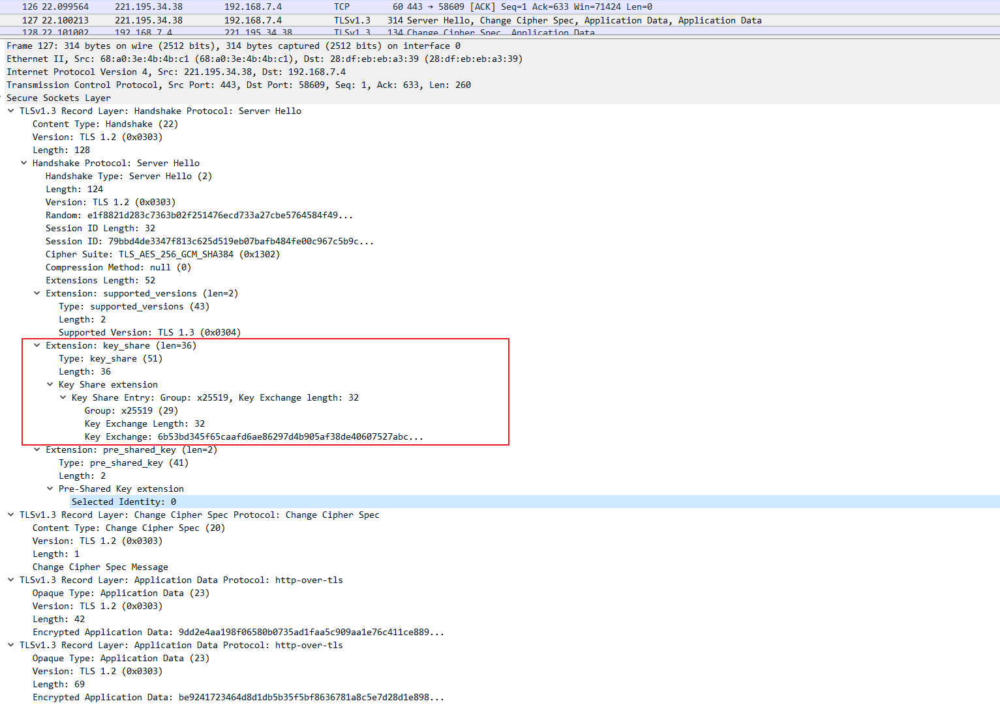 126 22.099564 221.195.34.38 192.168.7.4 TCP 60 443 → 58609 [ACK] Seq=1 Ack=633 Win=71424 Len=0
127 22.100213 221.195.34.38 192.168.7.4 TLSv1.3 314 Server Hello, Change Cipher Spec, Application Data, Application Data
128 22.101002 192.168.7.4 221.195.34.38 TLSv1.3 134 Change Cipher Spec, Application Data
Frame 127: 314 bytes on wire (2512 bits), 314 bytes captured (2512 bits) on interface 0
Ethernet II, Src: 68:a0:3e:4b:4b:c1 (68:a0:3e:4b:4b:c1), Dst: 28:df:eb:eb:a3:39 (28:df:eb:eb:a3:39)
Internet Protocol Version 4, Src: 221.195.34.38, Dst: 192.168.7.4
Transmission Control Protocol, Src Port: 443, Dst Port: 58609, Seq: 1, Ack: 633, Len: 260
Secure Sockets Layer
TLSv1.3 Record Layer: Handshake Protocol: Server Hello
Content Type: Handshake (22)
Version: TLS 1.2 (0x0303)
Length: 128
Handshake Protocol: Server Hello
Handshake Type: Server Hello (2)
Length: 124
Version: TLS 1.2 (0x0303)
Random: e1f8821d283c7363b02f251476ecd733a27cbe5764584f49...
Session ID Length: 32
Session ID: 79bbd4de3347f813c625d519eb07bafb484fe00c967c5b9c...
Cipher Suite: TLS_AES_256_GCM_SHA384 (0x1302)
Compression Method: null (0)
Extensions Length: 52
Extension: supported_versions (len=2)
Type: supported_versions (43)
Length: 2
Supported Version: TLS 1.3 (0x0304)
Extension: key_share (len=36)
Type: key_share (51)
Length: 36
Key Share extension
Key Share Entry: Group: x25519, Key Exchange length: 32
Group: x25519 (29)
Key Exchange Length: 32
Key Exchange: 6b53bd345f65caafd6ae86297d4b905af38de40607527abc...
Extension: pre_shared_key (len=2)
Type: pre_shared_key (41)
Length: 2
Pre-Shared Key extension
Selected Identity: 0
TLSv1.3 Record Layer: Change Cipher Spec Protocol: Change Cipher Spec
Content Type: Change Cipher Spec (20)
Version: TLS 1.2 (0x0303)
Length: 1
Change Cipher Spec Message
TLSv1.3 Record Layer: Application Data Protocol: http-over-tls
Opaque Type: Application Data (23)
Version: TLS 1.2 (0x0303)
Length: 42
Encrypted Application Data: 9dd2e4aa198f06580b0735ad1faa5c909aa1e76c411ce889...
TLSv1.3 Record Layer: Application Data Protocol: http-over-tls
Opaque Type: Application Data (23)
Version: TLS 1.2 (0x0303)
Length: 69
Encrypted Application Data: be9241723464d8d1db5b35f5bf8636781a8c5e7d28d1e898...